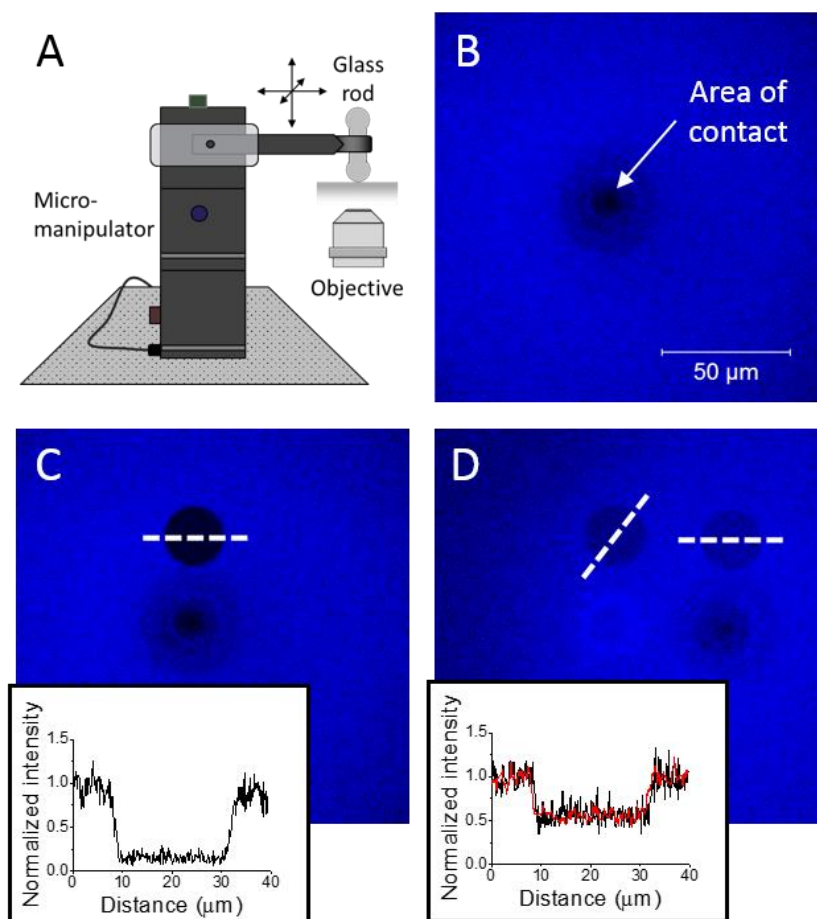 A
Glass
rod
Micro-
manipulator
Objective
B
Area of
contact
50 µm
C
Normalized intensity
1.5
1.0
0.5
0.0
0
10
20
30
40
Distance (µm)
D
Normalized intensity
1.5
1.0
0.5
0.0
0
10
20
30
40
Distance (µm)